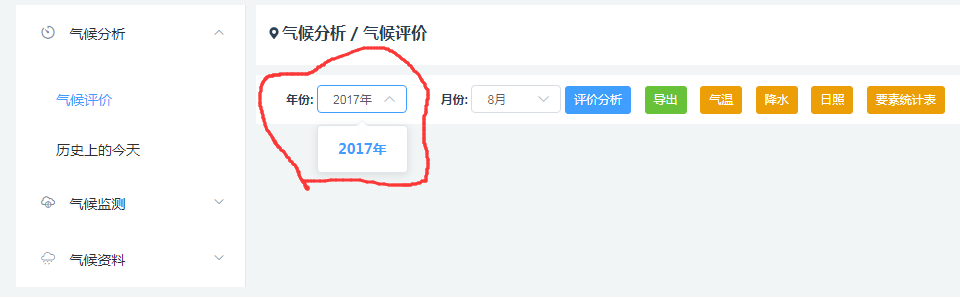 气候分析
气候评价
历史上的今天
气候监测
气候资料
气候分析 / 气候评价
年份: 2017年 月份: 8月 评价分析 导出 气温 降水 日照 要素统计表
2017年